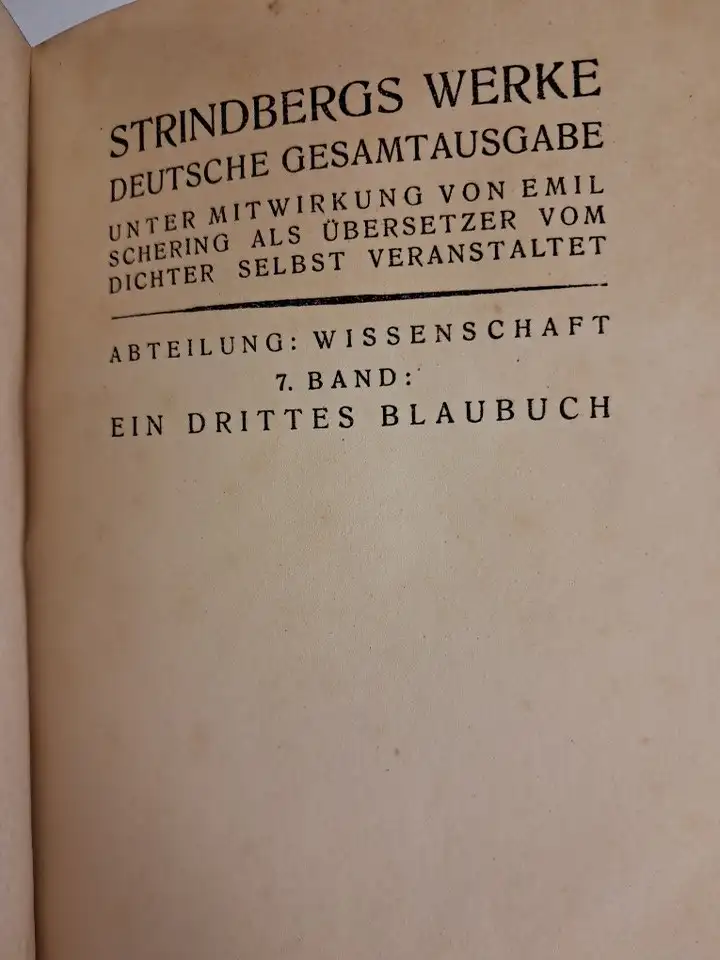 STRINDBERGS WERKE
DEUTSCHE GESAMTAUSGABE
UNTER MITWIRKUNG VON EMIL
SCHERING ALS ÜBERSETZER VOM
DICHTER SELBST VERANSTALTET
ABTEILUNG: WISSENSCHAFT
7. BAND:
EIN DRITTES BLAUBUCH